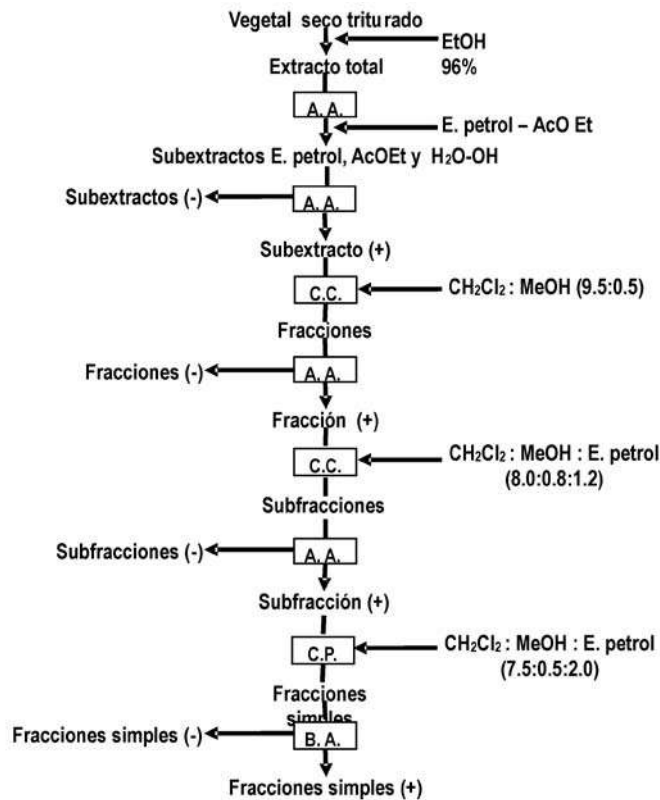 Vegetal seco triturado
EtOH
96%
Extracto total
A. A.
E. petrol – AcO Et
Subextractos E. petrol, AcOEt y H₂O-OH
Subextractos (-)
A. A.
Subextracto (+)
C.C.
CH₂Cl₂ : MeOH (9.5:0.5)
Fracciones
Fracciones (-)
A. A.
Fracción (+)
C.C.
CH₂Cl₂ : MeOH : E. petrol
(8.0:0.8:1.2)
Subfracciones
Subfracciones (-)
A. A.
Subfracción (+)
C.P.
CH₂Cl₂ : MeOH : E. petrol
(7.5:0.5:2.0)
Fracciones
simples
Fracciones simples (-)
B. A.
Fracciones simples (+)